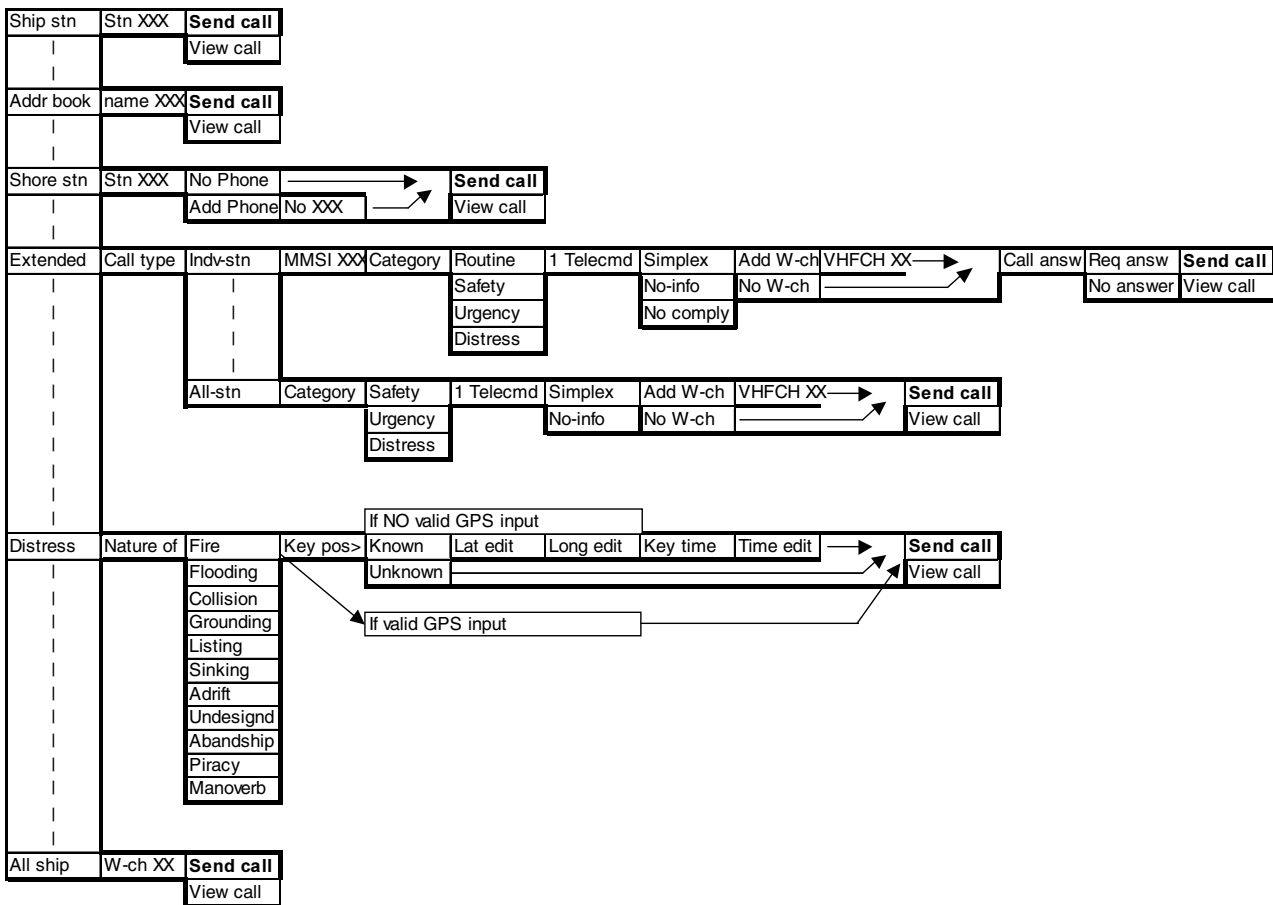 Ship stn Stn XXX Send call
View call
Addr book name XXX Send call
View call
Shore stn Stn XXX No Phone Send call
Add Phone No XXX View call
Extended Call type Indv-stn MMSI XXX Category Routine 1 Telecmd Simplex Add W-ch VHFCH XX Call answ Req answ Send call
Safety No-info No W-ch No answer View call
Urgency No comply
Distress
All-stn Category Safety 1 Telecmd Simplex Add W-ch VHFCH XX Send call
Urgency No-info No W-ch View call
Distress
If NO valid GPS input
Distress Nature of Fire Key pos> Known Lat edit Long edit Key time Time edit Send call
Flooding Unknown View call
Collision
Grounding If valid GPS input
Listing
Sinking
Adrift
Undesignd
Abandship
Piracy
Manoverb
All ship W-ch XX Send call
View call